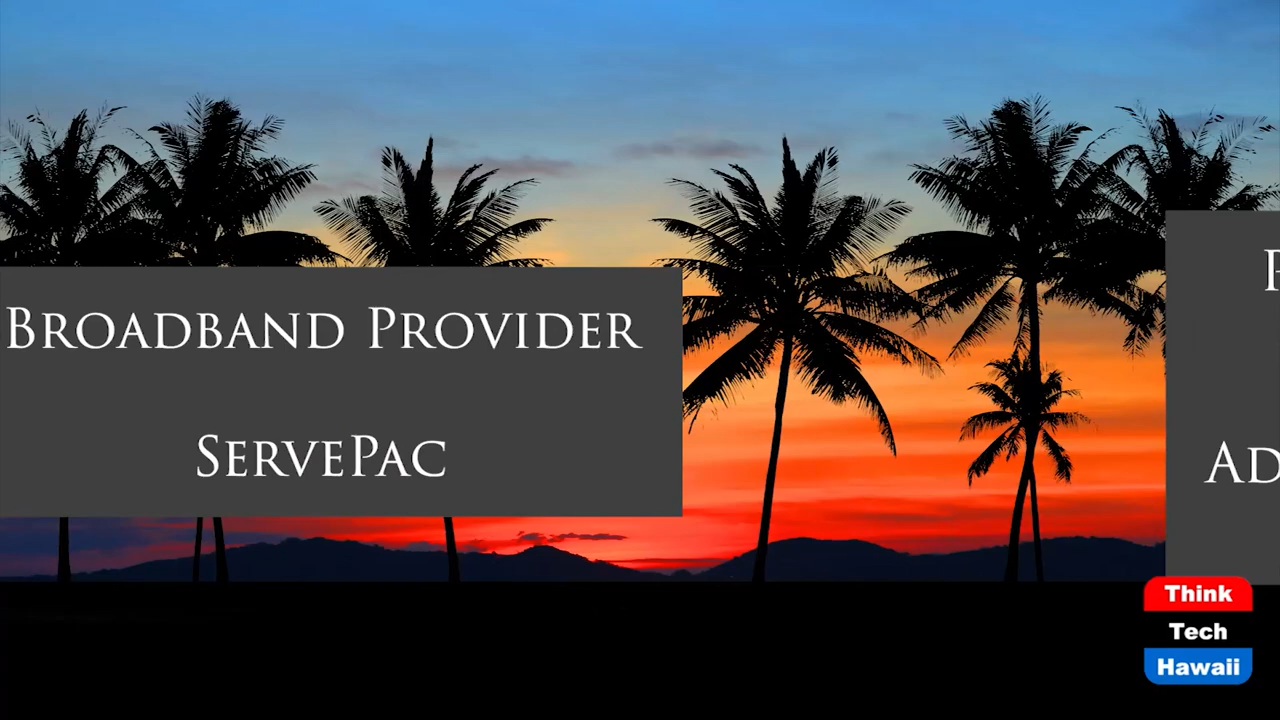 Broadband Provider
ServePac
Think
Tech
Hawaii